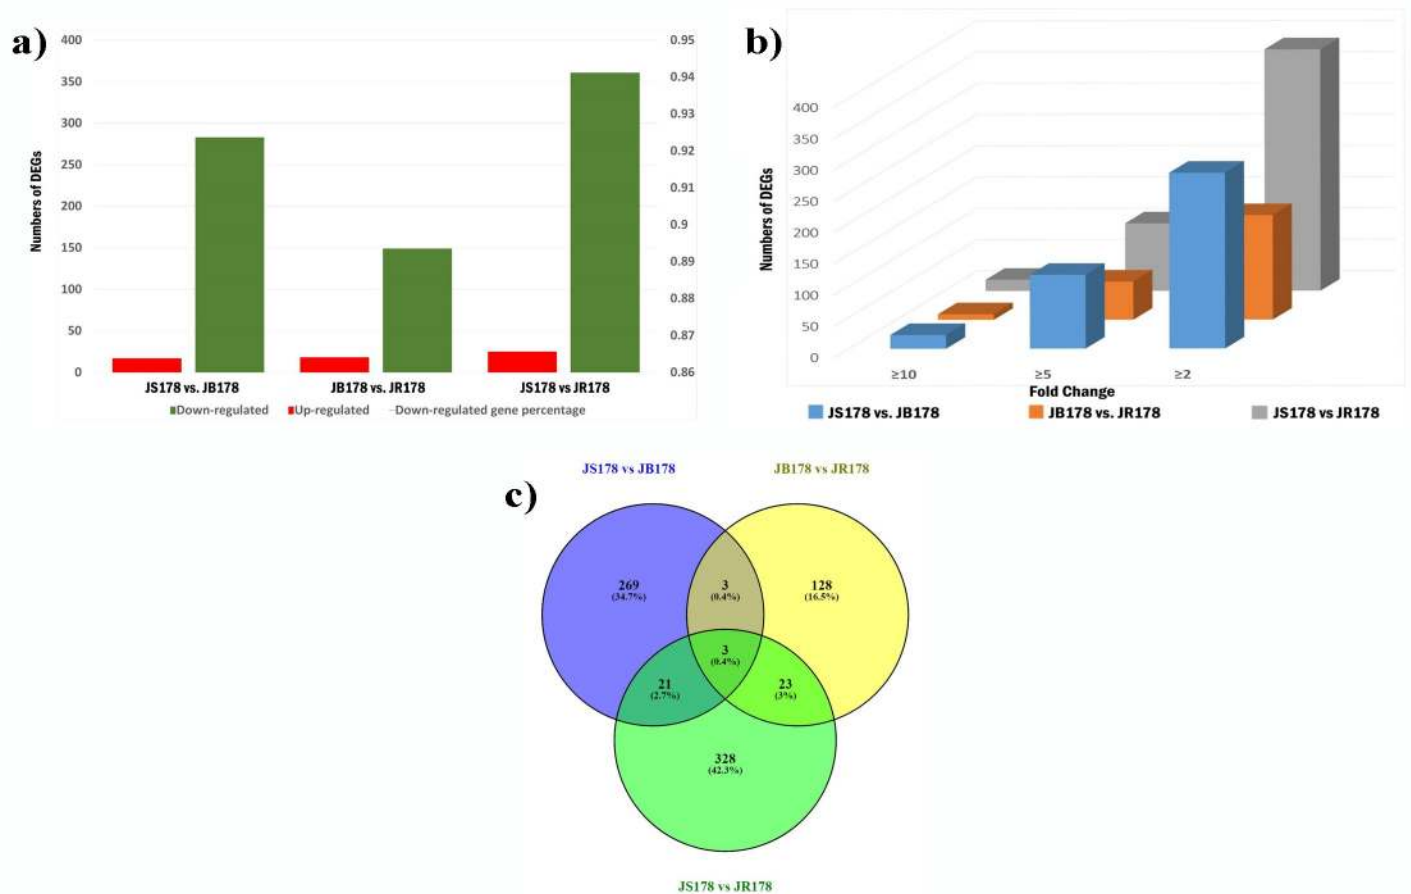 a)
400
350
300
250
200
150
100
50
0
Numbers of DEGs
0.95
0.94
0.93
0.92
0.91
0.9
0.89
0.88
0.87
0.86
JS178 vs. JB178
JB178 vs. JR178
JS178 vs JR178
Down-regulated
Up-regulated
Down-regulated gene percentage
b)
400
350
300
250
200
150
100
50
0
Numbers of DEGs
≥10
≥5
≥2
Fold Change
JS178 vs. JB178
JB178 vs. JR178
JS178 vs JR178
c)
JS178 vs JB178
JB178 vs JR178
269
(34.7%)
3
(0.4%)
128
(16.5%)
3
(0.4%)
21
(2.7%)
23
(3%)
328
(42.3%)
JS178 vs JR178